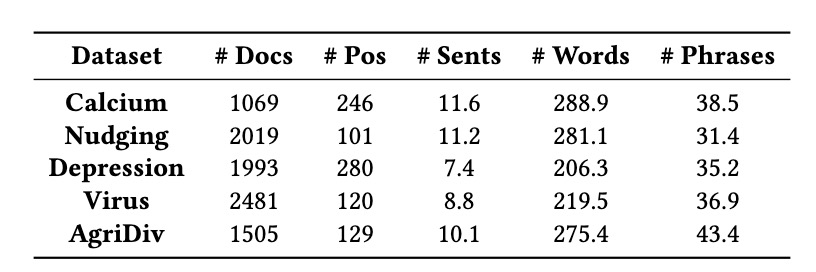 Dataset # Docs # Pos # Sents # Words # Phrases
Calcium 1069 246 11.6 288.9 38.5
Nudging 2019 101 11.2 281.1 31.4
Depression 1993 280 7.4 206.3 35.2
Virus 2481 120 8.8 219.5 36.9
AgriDiv 1505 129 10.1 275.4 43.4